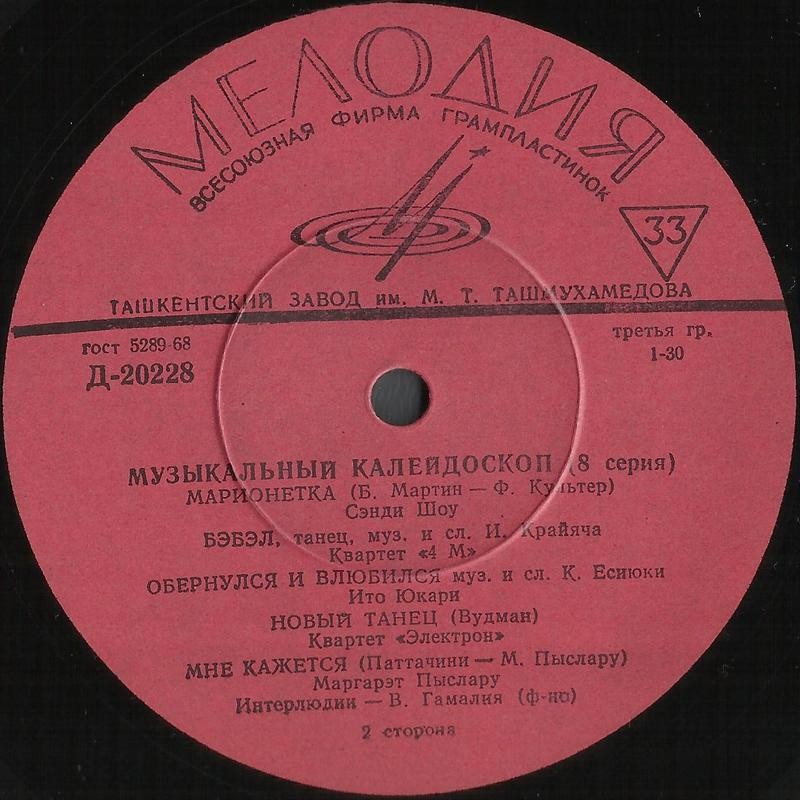 МЕЛОДИЯ
ВСЕСОЮЗНАЯ ФИРМА ГРАМПЛАСТИНОК
33
ТАШКЕНТСКИЙ ЗАВОД им. М. Т. ТАШМУХАМЕДОВА
гост 5289-68
третья гр.
Д-20228
1-30
МУЗЫКАЛЬНЫЙ КАЛЕЙДОСКОП (8 серия)
МАРИОНЕТКА (Б. Мартин — Ф. Культер)
Сэнди Шоу
БЭБЭЛ, танец, муз. и сл. И. Крайяча
Квартет «4 М»
ОБЕРНУЛСЯ И ВЛЮБИЛСЯ муз. и сл. К. Есиюки
Ито Юкари
НОВЫЙ ТАНЕЦ (Вудман)
Квартет «Электрон»
МНЕ КАЖЕТСЯ (Паттачини — М. Пыслару)
Маргарэт Пыслару
Интерлюдии — В. Гамалия (ф-но)
2 сторона